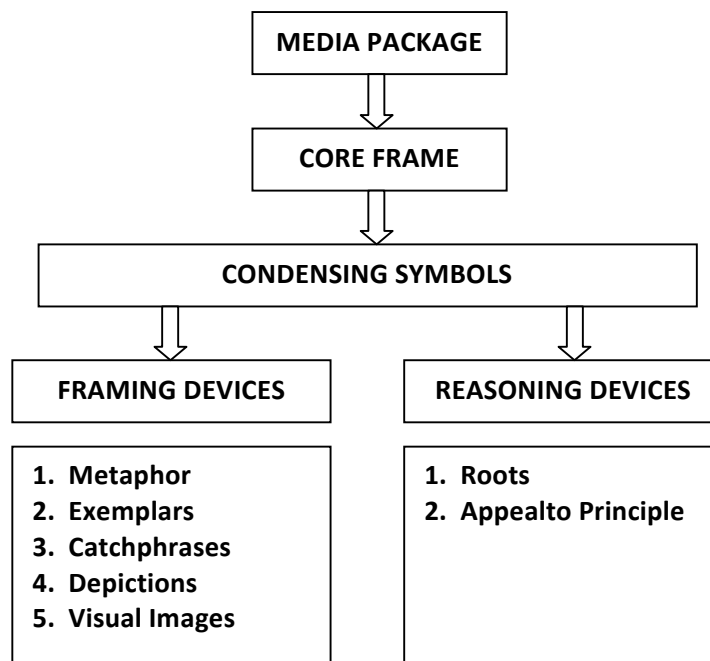 MEDIA PACKAGE
CORE FRAME
CONDENSING SYMBOLS
FRAMING DEVICES
REASONING DEVICES
1. Metaphor
2. Exemplars
3. Catchphrases
4. Depictions
5. Visual Images
1. Roots
2. Appealto Principle